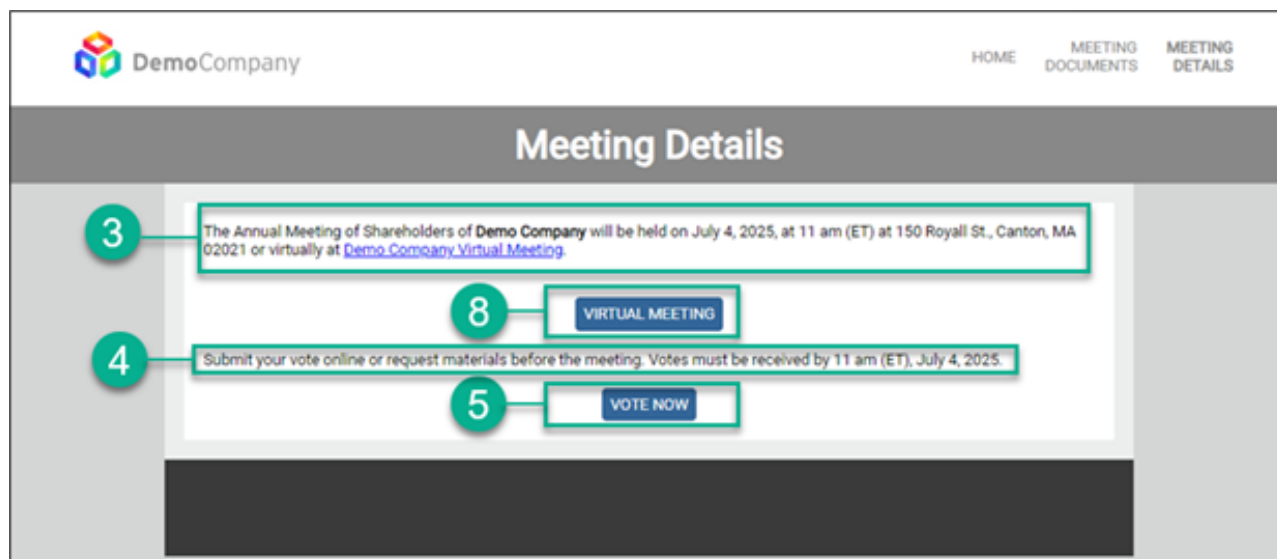 DemoCompany
HOME
MEETING
DOCUMENTS
MEETING
DETAILS
Meeting Details
3
The Annual Meeting of Shareholders of Demo Company will be held on July 4, 2025, at 11 am (ET) at 150 Royall St., Canton, MA
02021 or virtually at Demo Company Virtual Meeting.
8
VIRTUAL MEETING
4
Submit your vote online or request materials before the meeting. Votes must be received by 11 am (ET), July 4, 2025.
5
VOTE NOW